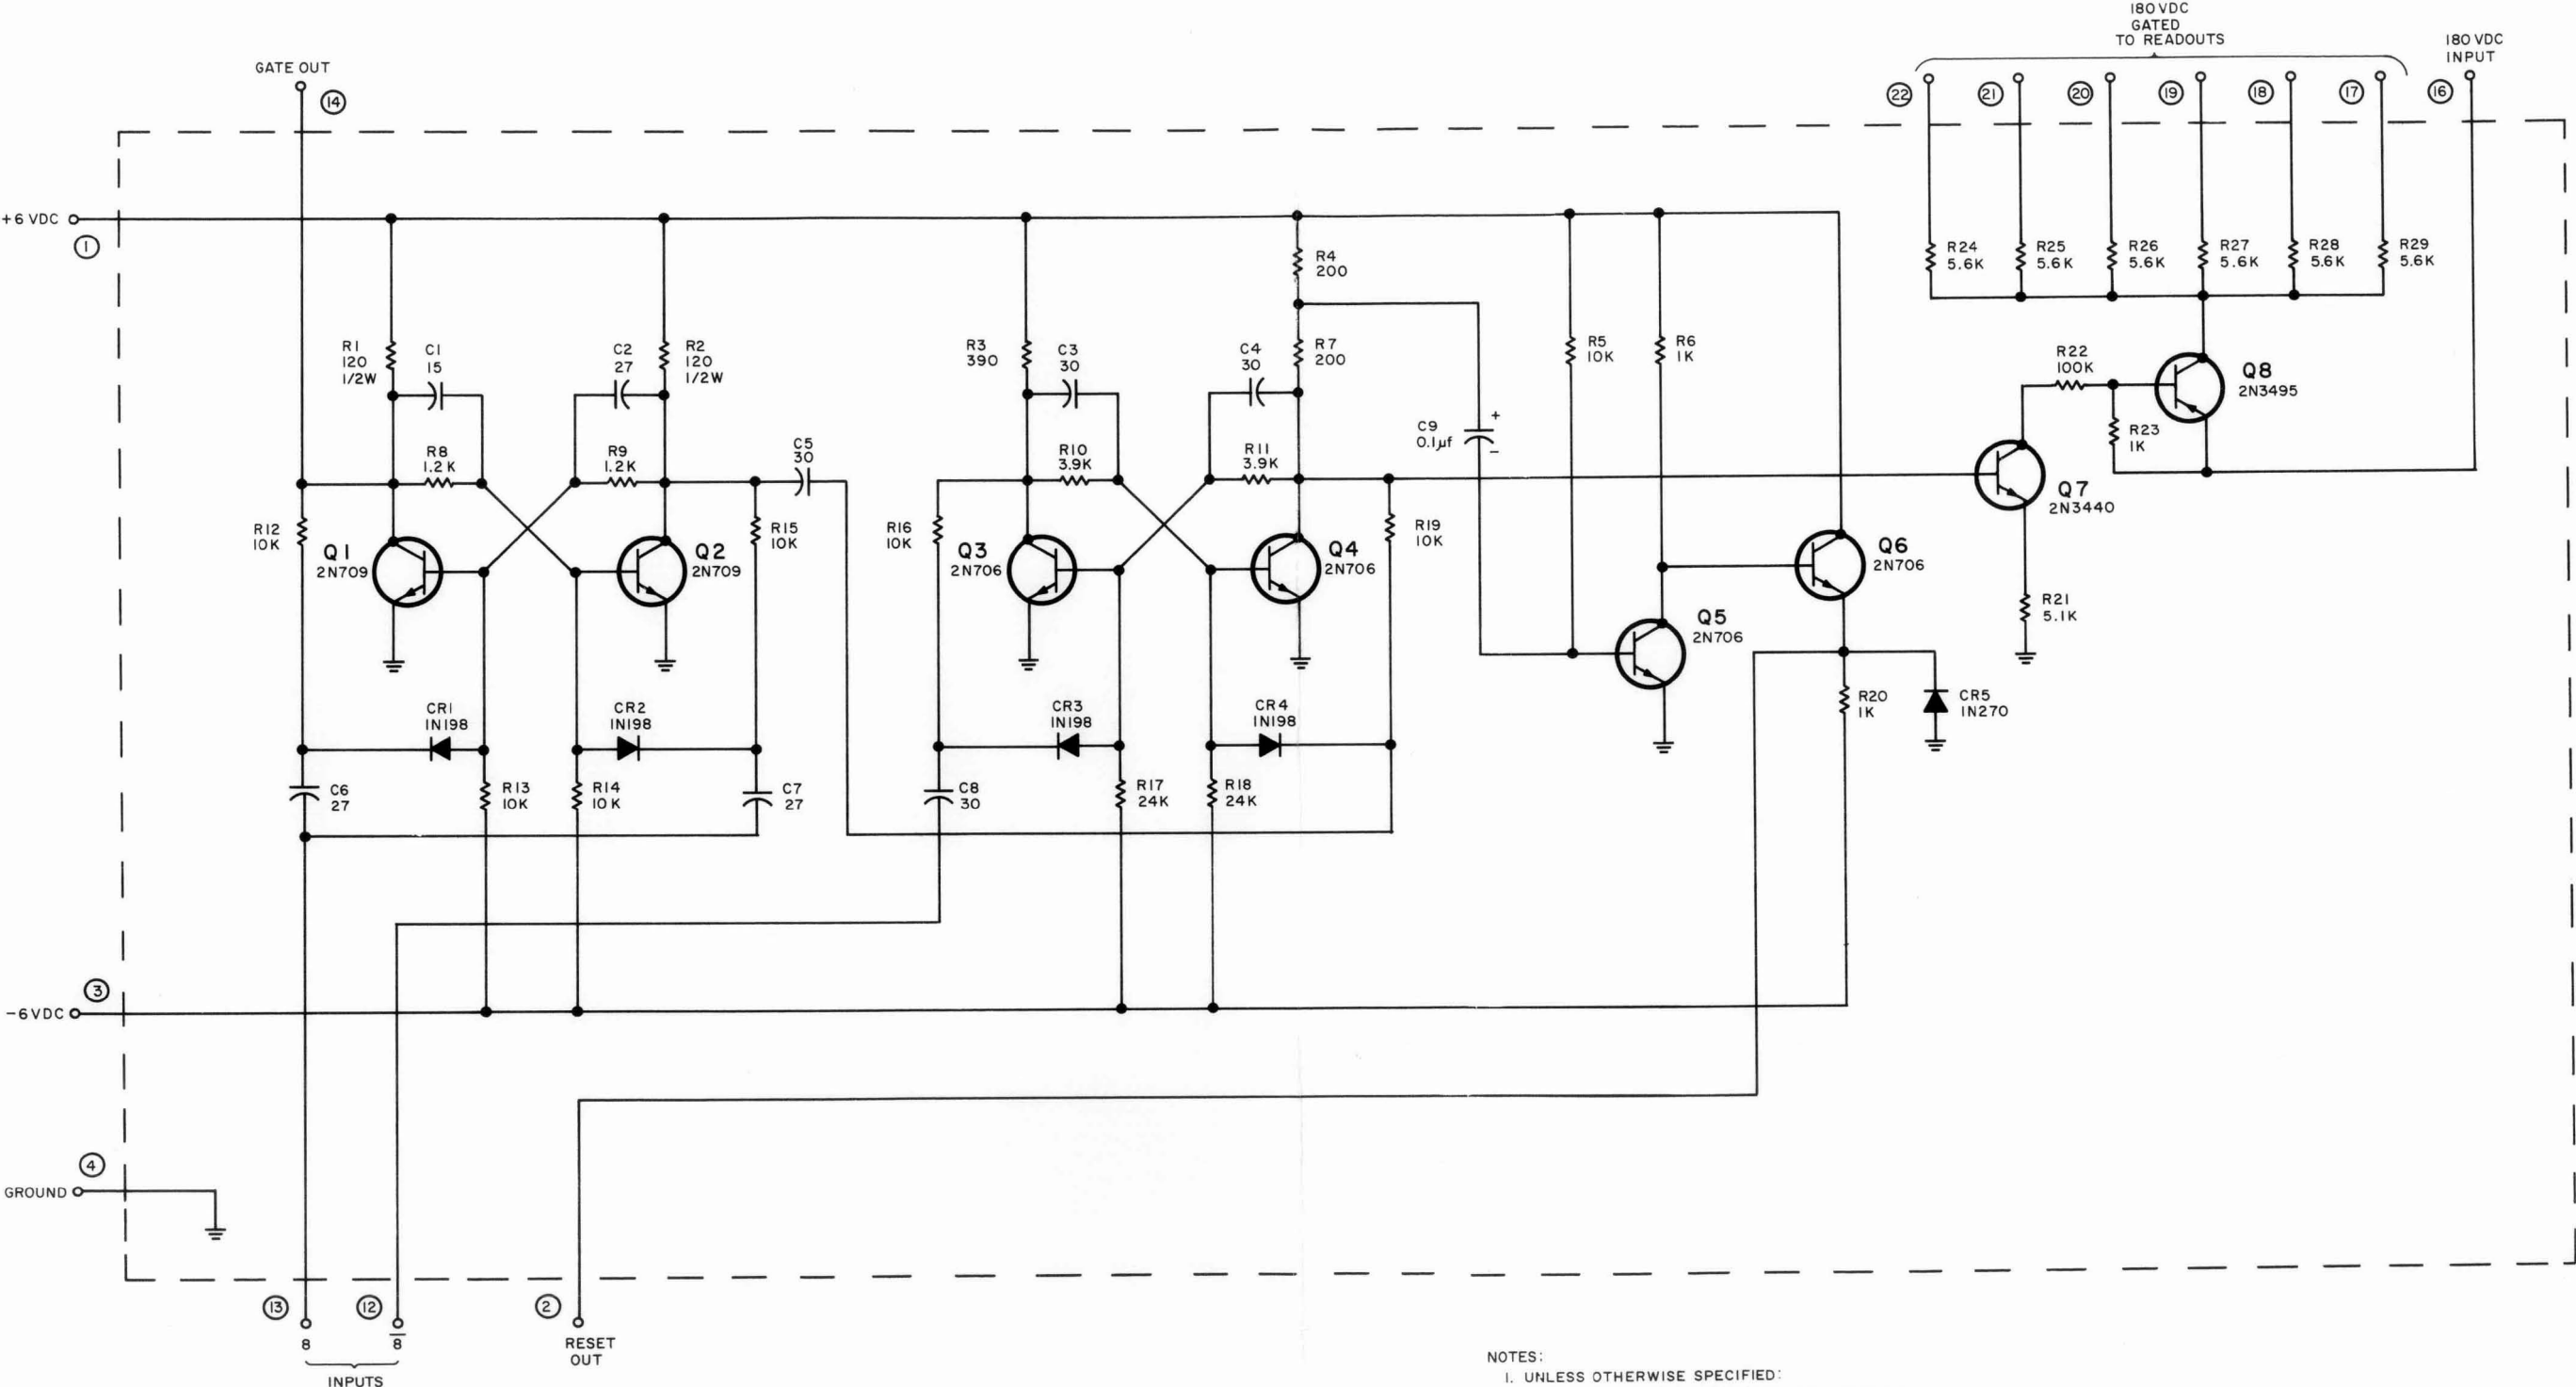 180 VDC
GATED
TO READOUTS
180 VDC
INPUT
GATE OUT
14
22
21
20
19
18
17
16
+6 VDC
1
R24
5.6K
R25
5.6K
R26
5.6K
R27
5.6K
R28
5.6K
R29
5.6K
R4
200
R1
120
1/2W
C1
15
C2
27
R2
120
1/2W
R3
390
C3
30
C4
30
R7
200
R5
10K
R6
1K
R22
100K
Q8
2N3495
R23
1K
C9
0.1µf
+
−
R8
1.2K
R9
1.2K
C5
30
R10
3.9K
R11
3.9K
Q7
2N3440
R12
10K
Q1
2N709
Q2
2N709
R15
10K
R16
10K
Q3
2N706
Q4
2N706
R19
10K
Q6
2N706
R21
5.1K
Q5
2N706
CR1
1N198
CR2
1N198
CR3
1N198
CR4
1N198
R20
1K
CR5
1N270
C6
27
R13
10K
R14
10K
C7
27
C8
30
R17
24K
R18
24K
3
−6VDC
4
GROUND
13
12
2
8
8̅
INPUTS
RESET
OUT
NOTES:
1. UNLESS OTHERWISE SPECIFIED: